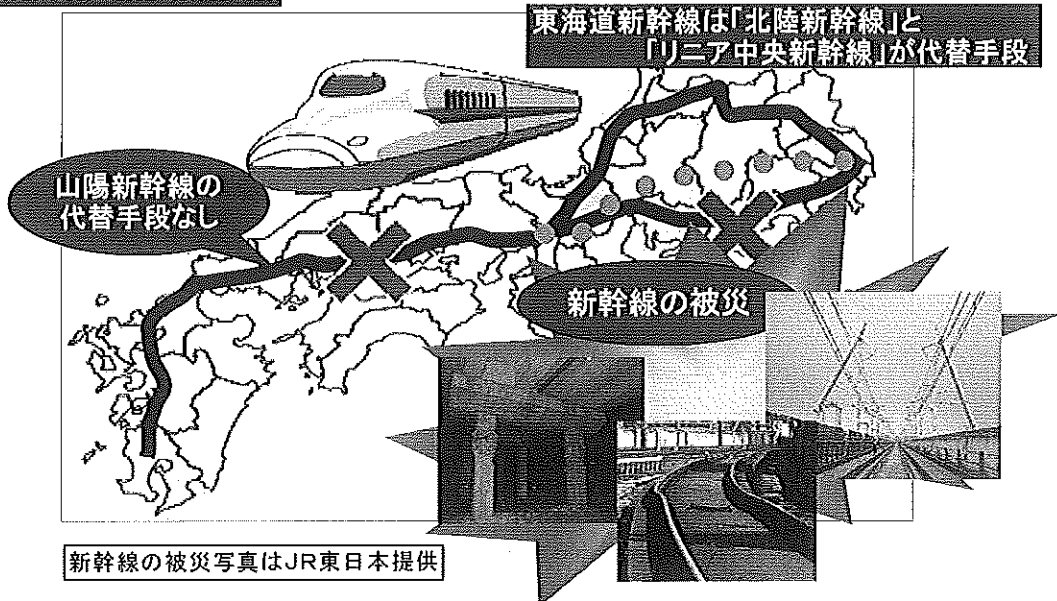 東海道新幹線は「北陸新幹線」と
「リニア中央新幹線」が代替手段
山陽新幹線の
代替手段なし
新幹線の被災
新幹線の被災写真はJR東日本提供